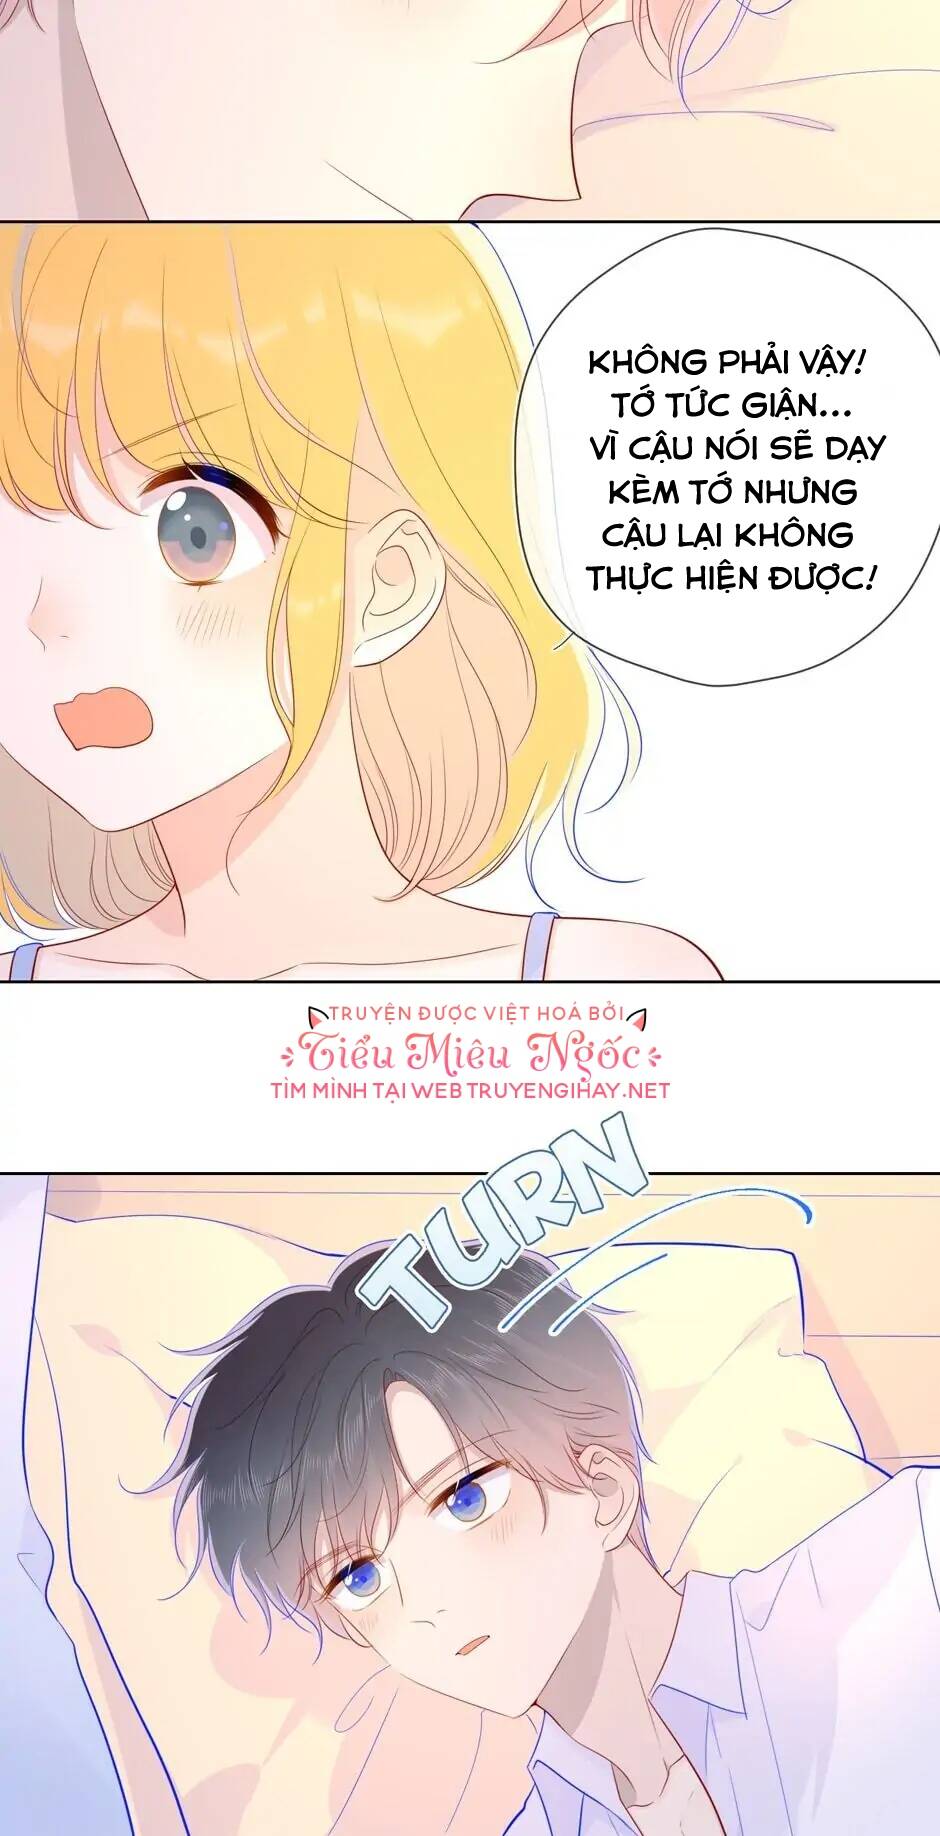 KHÔNG PHẢI VẬY!
TỚ TỨC GIẬN...
VÌ CẬU NÓI SẼ DẠY
KÈM TỚ NHƯNG
CẬU LẠI KHÔNG
THỰC HIỆN ĐƯỢC!
TRUYỆN ĐƯỢC VIỆT HOÁ BỞI
Tiểu Miêu Ngốc
TÌM MÌNH TẠI WEB TRUYENGIHAY.NET
TURN